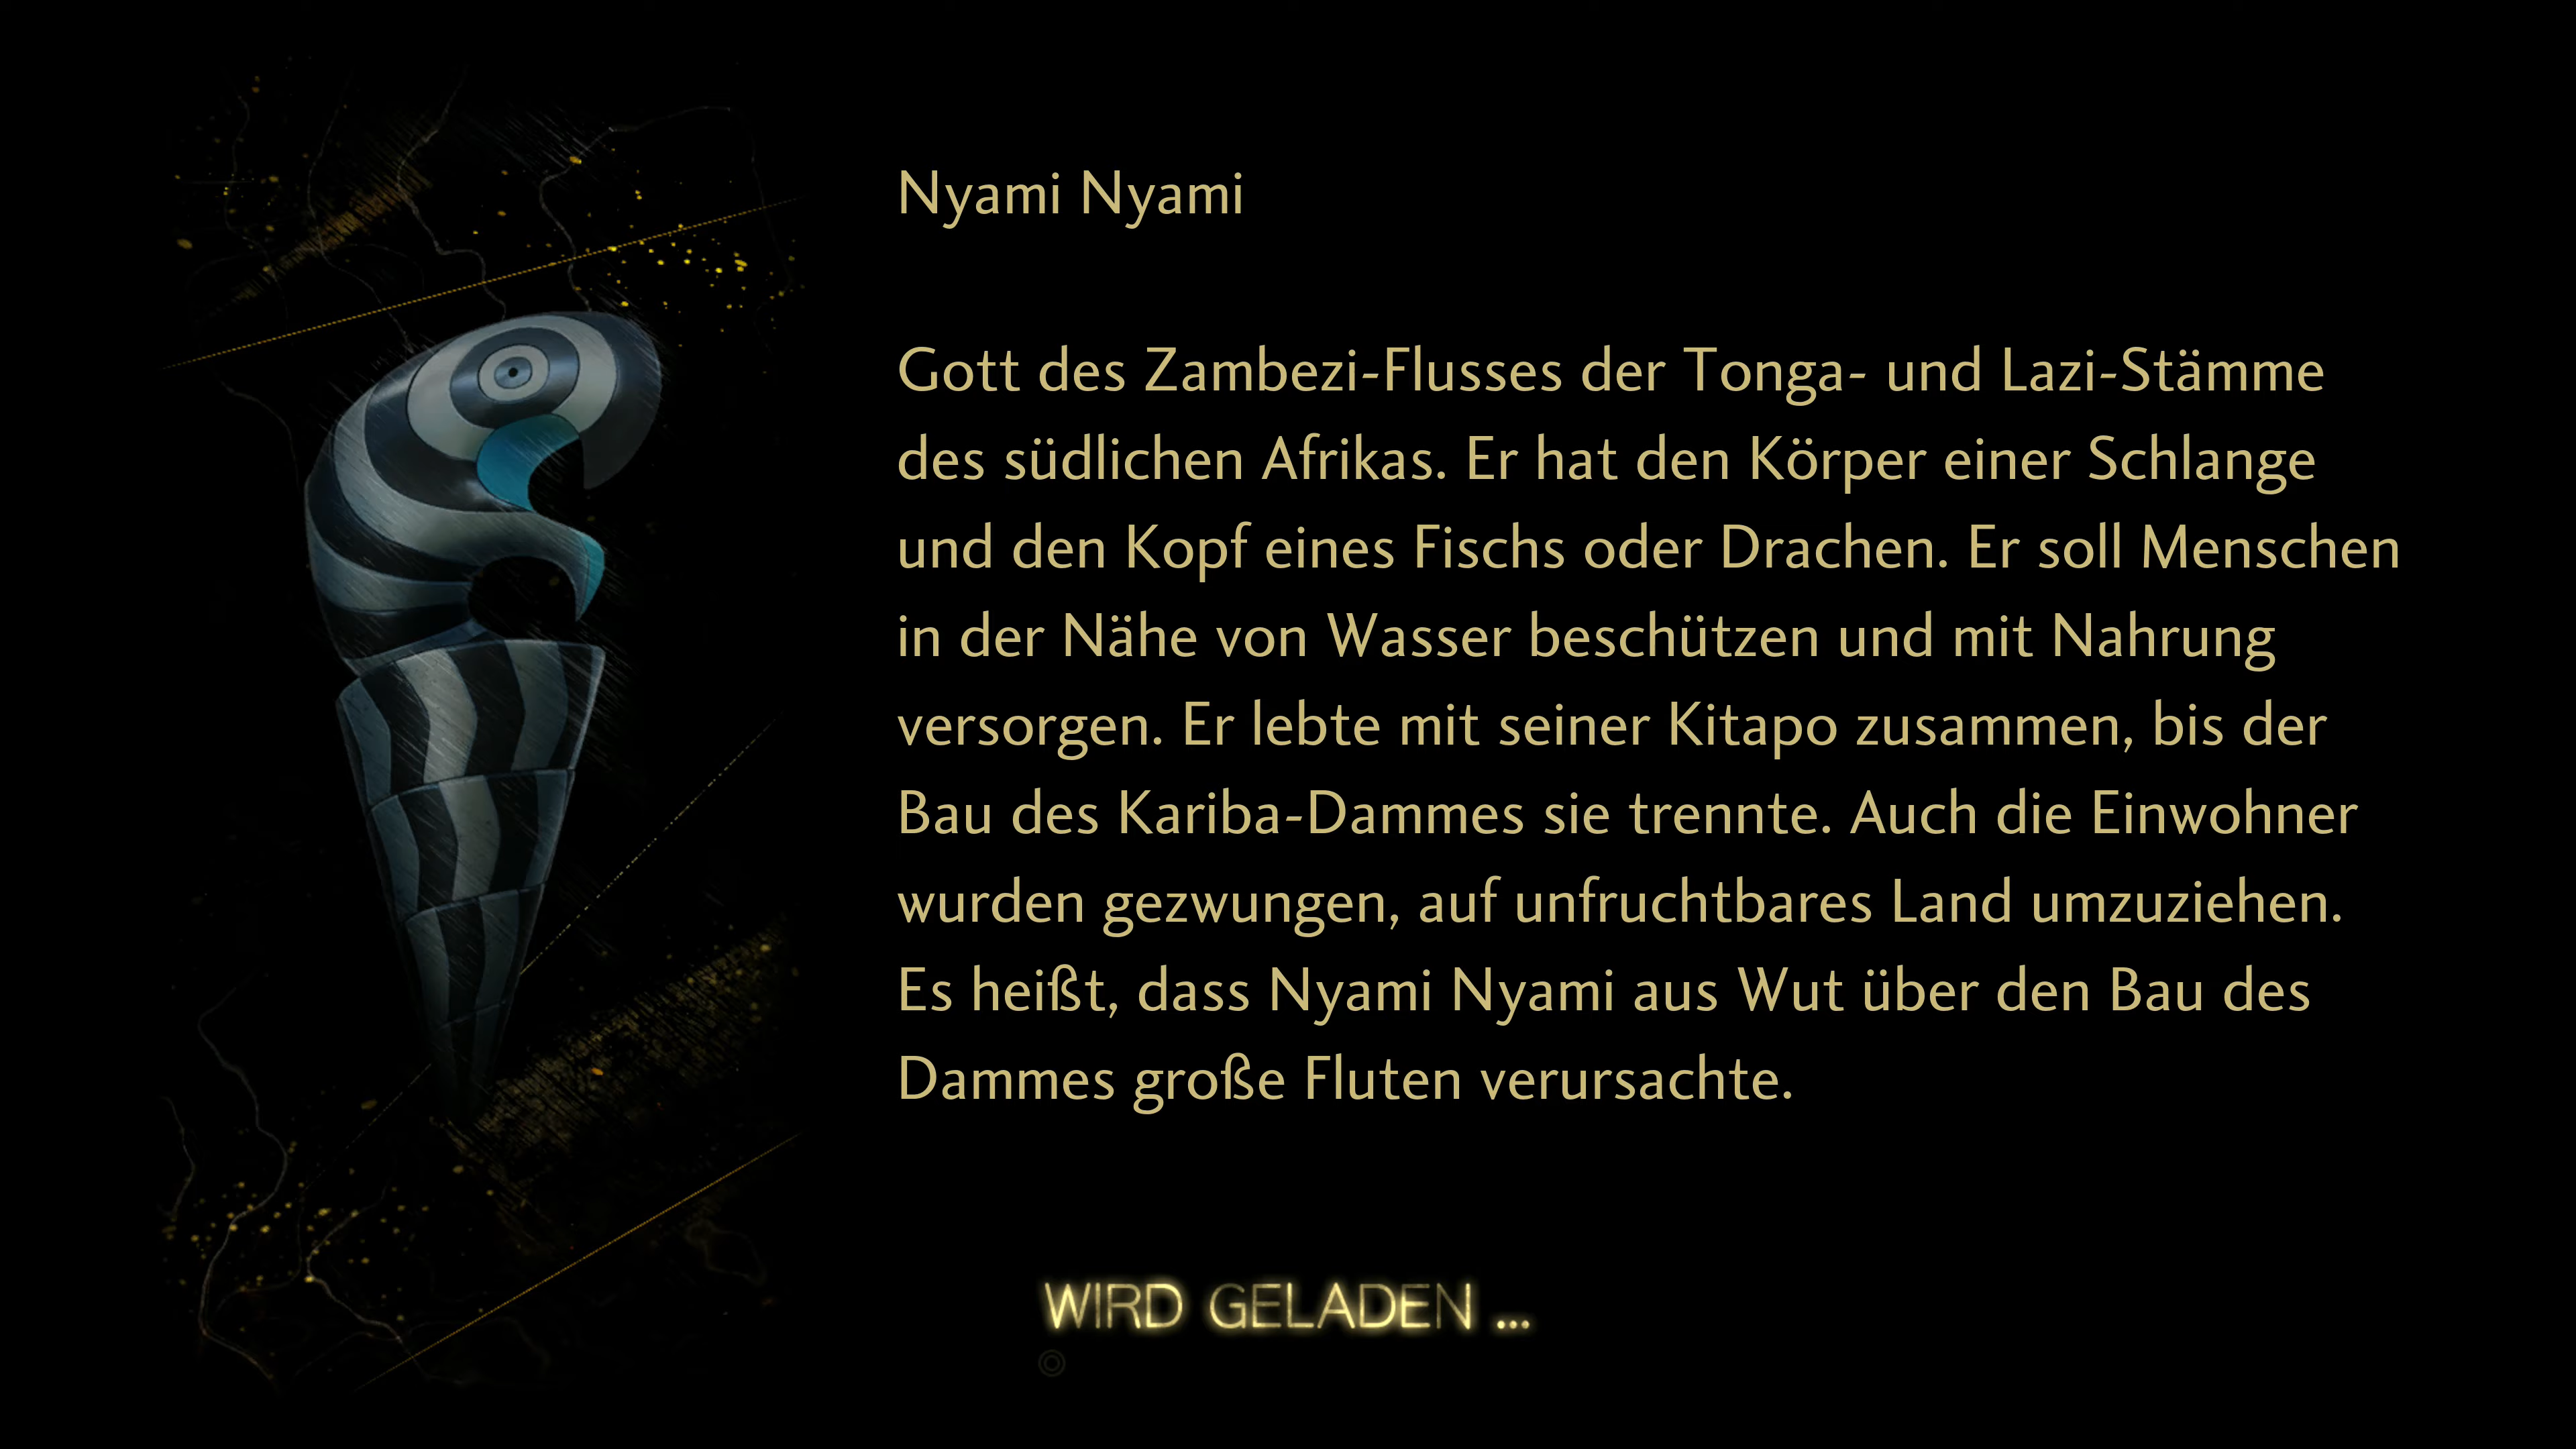 Nyami Nyami
Gott des Zambezi-Flusses der Tonga- und Lazi-Stämme
des südlichen Afrikas. Er hat den Körper einer Schlange
und den Kopf eines Fischs oder Drachen. Er soll Menschen
in der Nähe von Wasser beschützen und mit Nahrung
versorgen. Er lebte mit seiner Kitapo zusammen, bis der
Bau des Kariba-Dammes sie trennte. Auch die Einwohner
wurden gezwungen, auf unfruchtbares Land umzuziehen.
Es heißt, dass Nyami Nyami aus Wut über den Bau des
Dammes große Fluten verursachte.
WIRD GELADEN ...